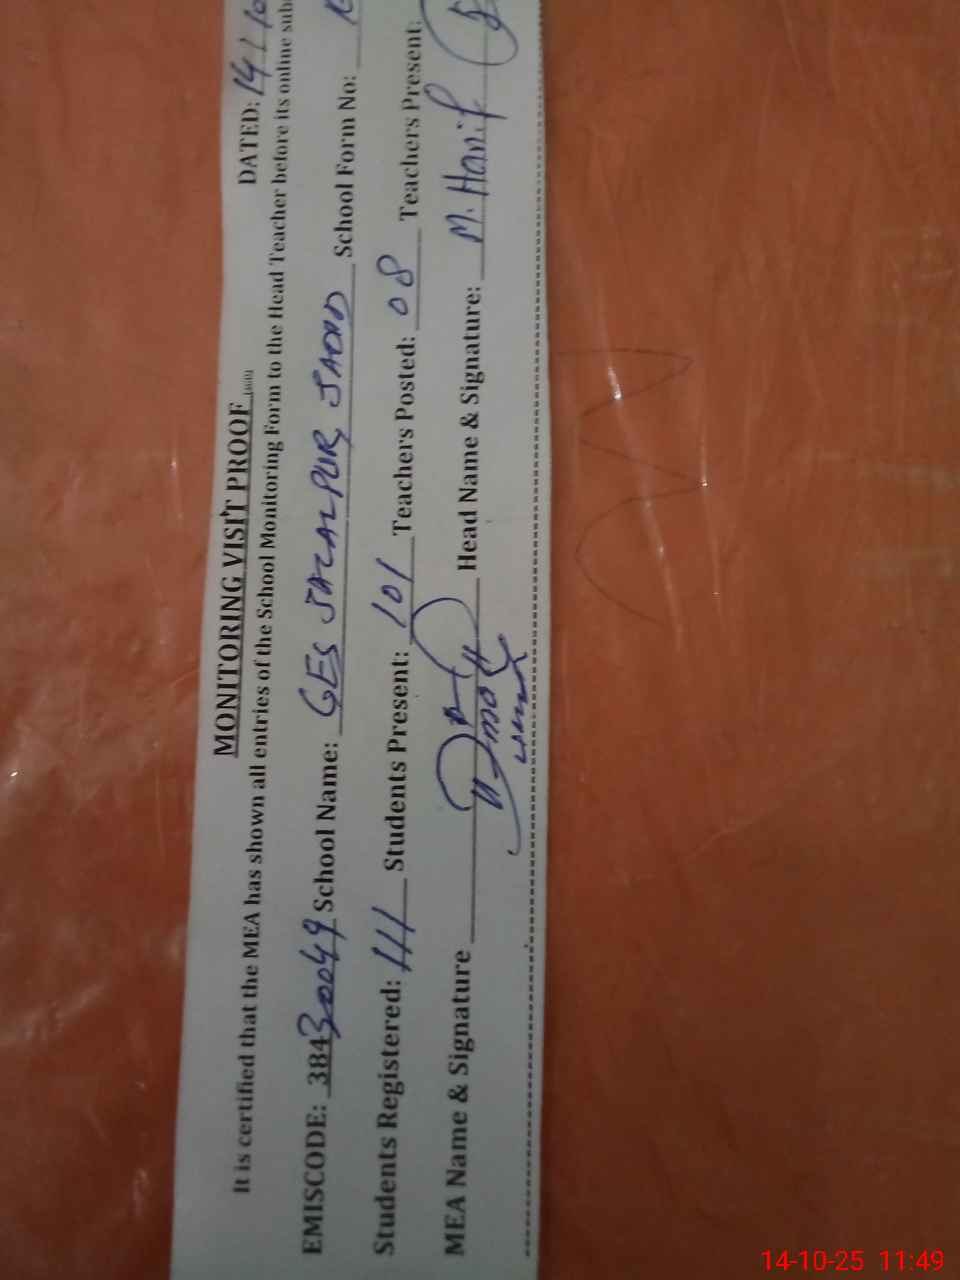 MONITORING VISIT PROOF
DATED: 14/10
It is certified that the MEA has shown all entries of the School Monitoring Form to the Head Teacher before its online sub
EMISCODE: 38430049 School Name: GES JALALPUR, JADID School Form No:
Students Registered: 111 Students Present: 101 Teachers Posted: 08 Teachers Present:
MEA Name & Signature Head Name & Signature: M. Hanif
14-10-25 11:49